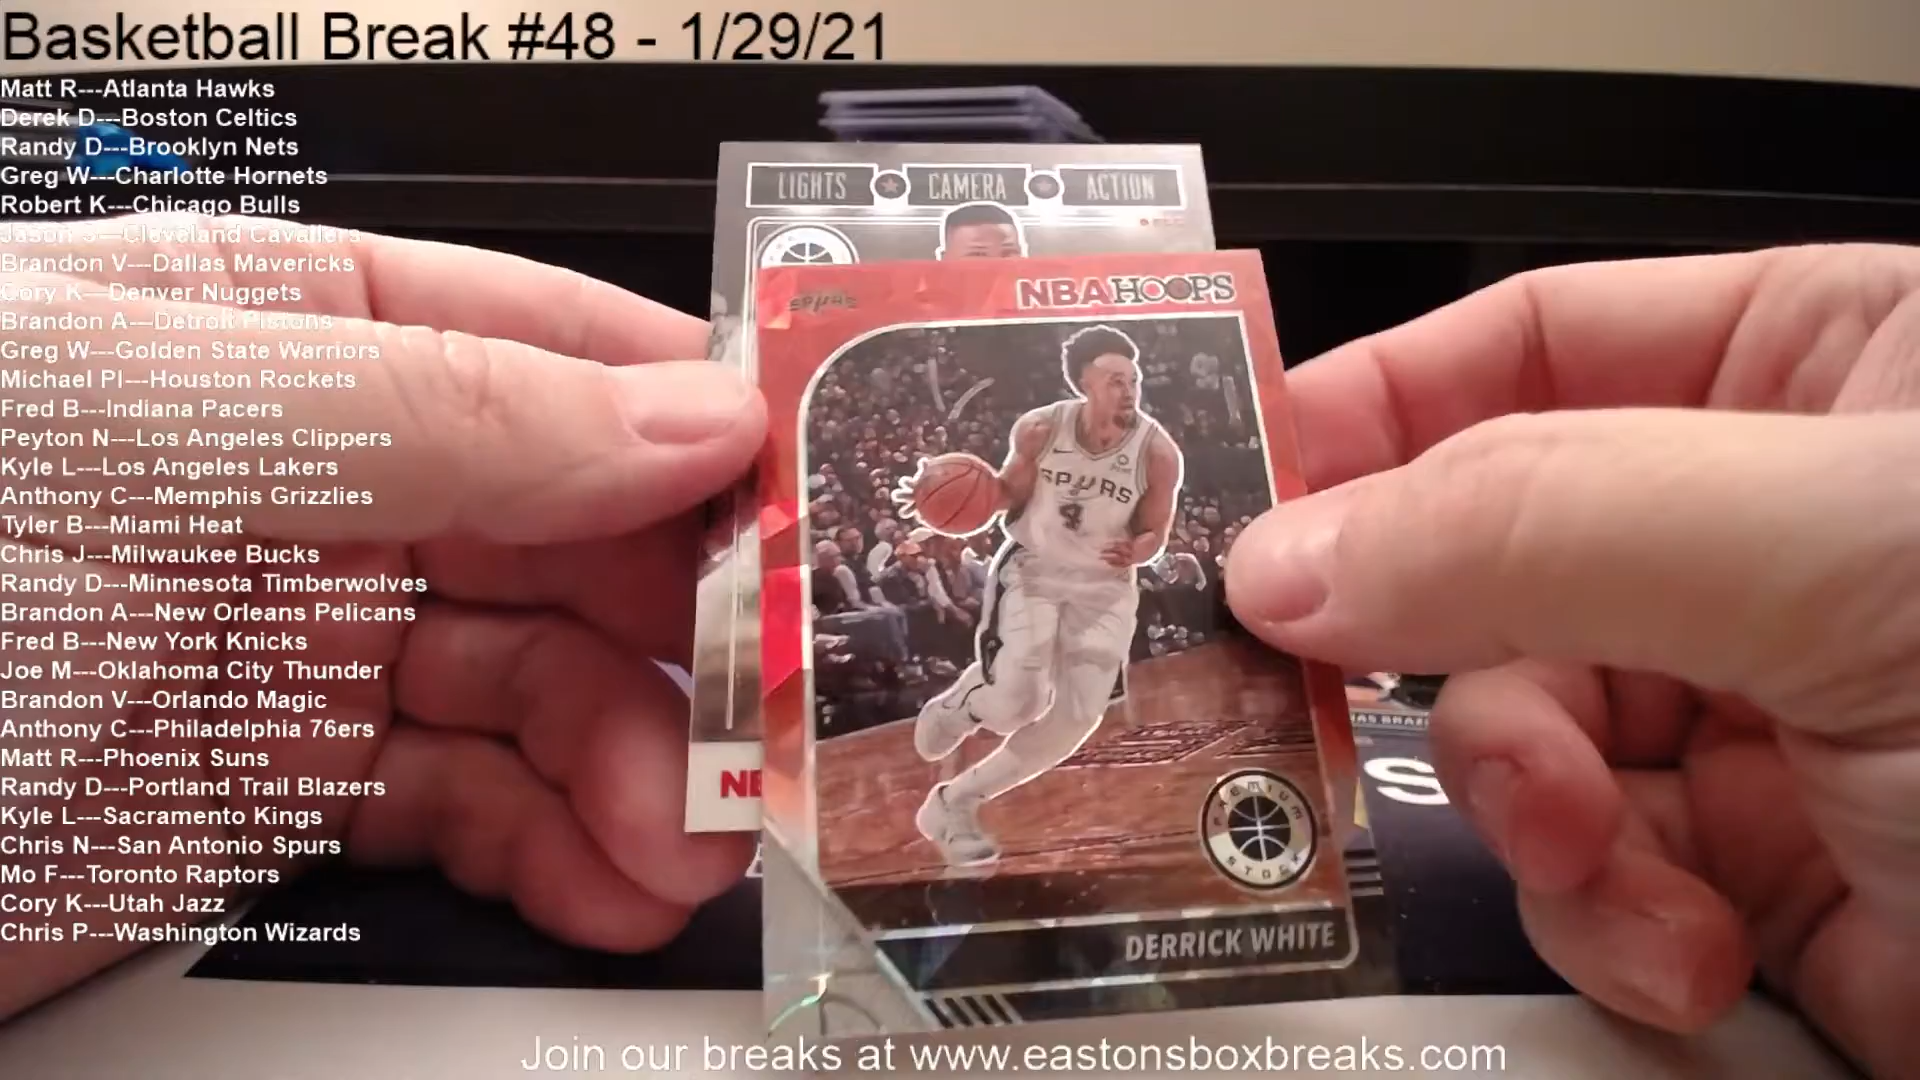 Basketball Break #48 - 1/29/21
Matt R---Atlanta Hawks
Derek D---Boston Celtics
Randy D---Brooklyn Nets
Greg W---Charlotte Hornets
Robert K---Chicago Bulls
Jason S---Cleveland Cavaliers
Brandon V---Dallas Mavericks
Cory K---Denver Nuggets
Brandon A---Detroit Pistons
Greg W---Golden State Warriors
Michael Pl---Houston Rockets
Fred B---Indiana Pacers
Peyton N---Los Angeles Clippers
Kyle L---Los Angeles Lakers
Anthony C---Memphis Grizzlies
Tyler B---Miami Heat
Chris J---Milwaukee Bucks
Randy D---Minnesota Timberwolves
Brandon A---New Orleans Pelicans
Fred B---New York Knicks
Joe M---Oklahoma City Thunder
Brandon V---Orlando Magic
Anthony C---Philadelphia 76ers
Matt R---Phoenix Suns
Randy D---Portland Trail Blazers
Kyle L---Sacramento Kings
Chris N---San Antonio Spurs
Mo F---Toronto Raptors
Cory K---Utah Jazz
Chris P---Washington Wizards
LIGHTS CAMERA ACTION
SPURS
NBA HOOPS
SPURS
4
PREMIUM
STOCK
DERRICK WHITE
Join our breaks at www.eastonsboxbreaks.com